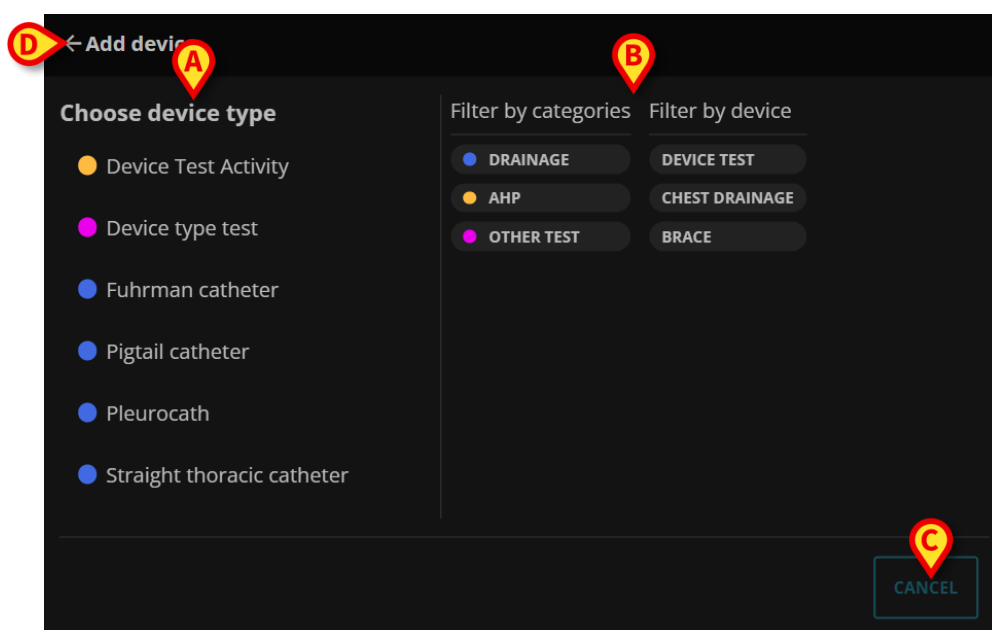 D
← Add devic
A
B
Choose device type
Filter by categories
Filter by device
Device Test Activity
Device type test
Fuhrman catheter
Pigtail catheter
Pleurocath
Straight thoracic catheter
DRAINAGE
AHP
OTHER TEST
DEVICE TEST
CHEST DRAINAGE
BRACE
C
CANCEL